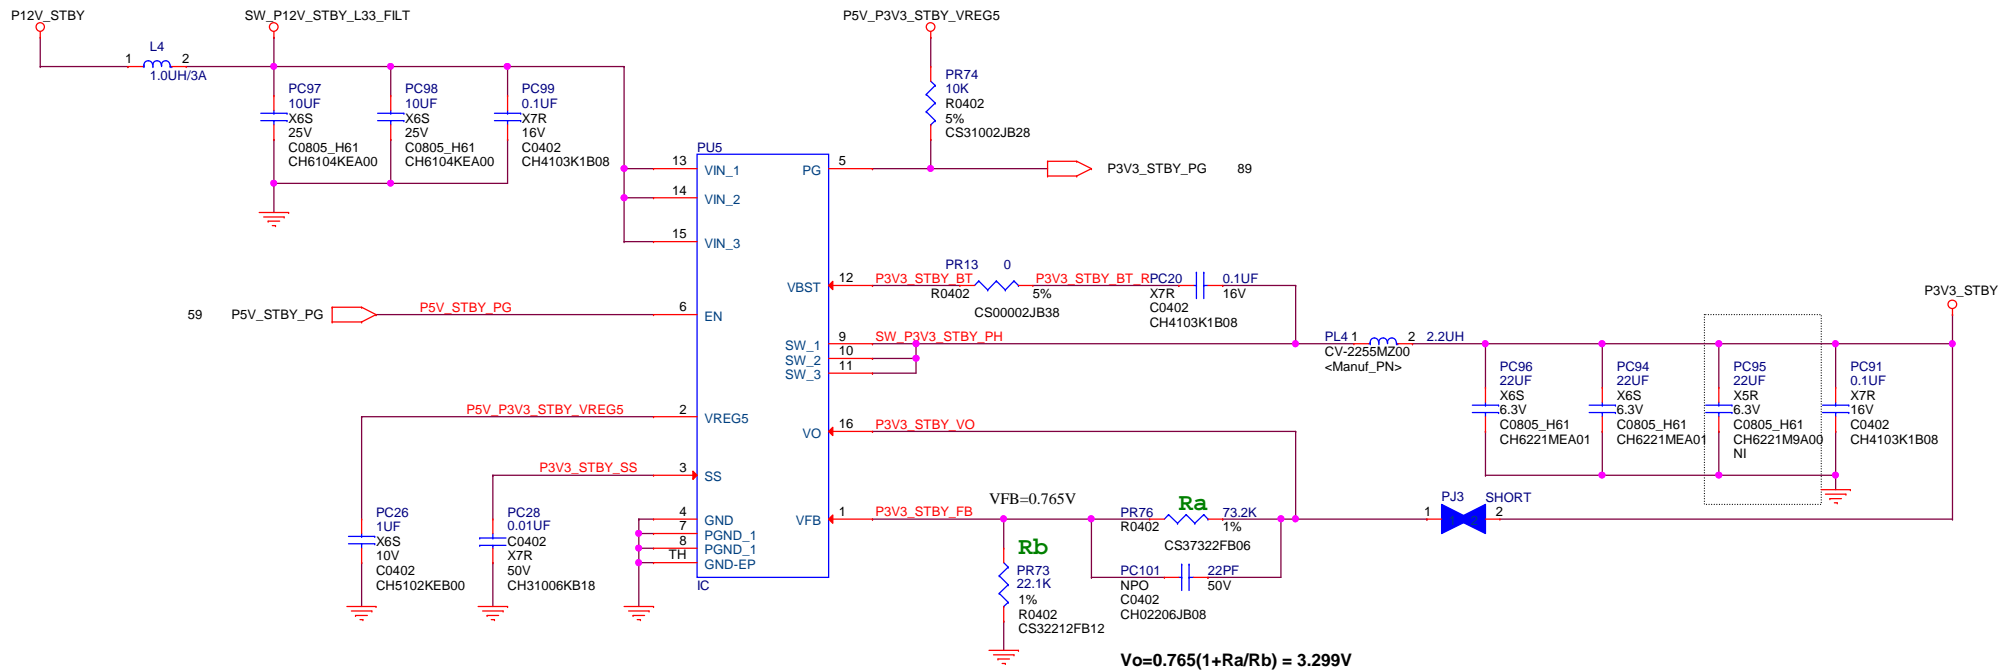 P12V_STBY
SW_P12V_STBY_L33_FILT
P5V_P3V3_STBY_VREG5
L4
1 2
1.0UH/3A
PC97
10UF
X6S
25V
C0805_H61
CH6104KEA00
PC98
10UF
X6S
25V
C0805_H61
CH6104KEA00
PC99
0.1UF
X7R
16V
C0402
CH4103K1B08
PR74
10K
R0402
5%
CS31002JB28
PU5
13 VIN_1
14 VIN_2
15 VIN_3
PG 5
P3V3_STBY_PG 89
59 P5V_STBY_PG
P5V_STBY_PG 6 EN
VBST 12 P3V3_STBY_BT
PR13 0
R0402 5%
CS00002JB38
P3V3_STBY_BT_R
PC20 0.1UF
X7R 16V
C0402
CH4103K1B08
SW_1 9 SW_P3V3_STBY_PH
SW_2 10
SW_3 11
PL4 1 2 2.2UH
CV-2255MZ00
<Manuf_PN>
P3V3_STBY
PC96
22UF
X6S
6.3V
C0805_H61
CH6221MEA01
PC94
22UF
X6S
6.3V
C0805_H61
CH6221MEA01
PC95
22UF
X5R
6.3V
C0805_H61
CH6221M9A00
NI
PC91
0.1UF
X7R
16V
C0402
CH4103K1B08
P5V_P3V3_STBY_VREG5 2 VREG5
VO 16 P3V3_STBY_VO
P3V3_STBY_SS 3 SS
PC26
1UF
X6S
10V
C0402
CH5102KEB00
PC28
0.01UF
C0402
X7R
50V
CH31006KB18
4 GND
7 PGND_1
8 PGND_1
TH GND-EP
IC
VFB 1 P3V3_STBY_FB
VFB=0.765V
Ra
PR76 73.2K
R0402 1%
CS37322FB06
Rb
PR73
22.1K
1%
R0402
CS32212FB12
PC101 22PF
NPO 50V
C0402
CH02206JB08
PJ3 SHORT
1 2
1 2
Vo=0.765(1+Ra/Rb) = 3.299V